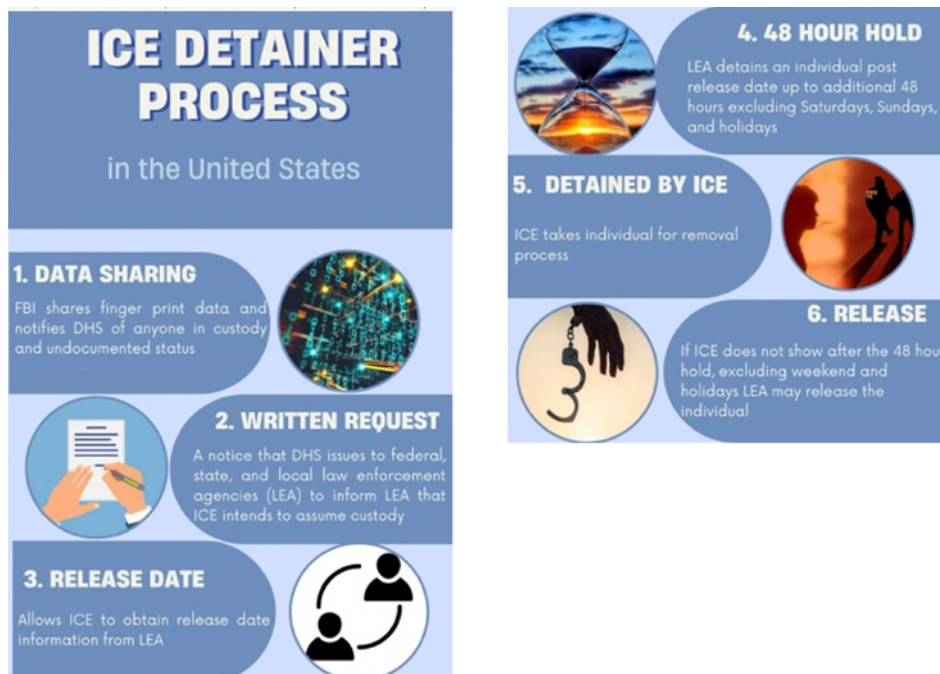 ICE DETAINER
PROCESS
in the United States
1. DATA SHARING
FBI shares finger print data and
notifies DHS of anyone in custody
and undocumented status
2. WRITTEN REQUEST
A notice that DHS issues to federal,
state, and local law enforcement
agencies (LEA) to inform LEA that
ICE intends to assume custody
3. RELEASE DATE
Allows ICE to obtain release date
information from LEA
4. 48 HOUR HOLD
LEA detains an individual post
release date up to additional 48
hours excluding Saturdays, Sundays,
and holidays
5. DETAINED BY ICE
ICE takes individual for removal
process
6. RELEASE
If ICE does not show after the 48 hou
hold, excluding weekend and
holidays LEA may release the
individual